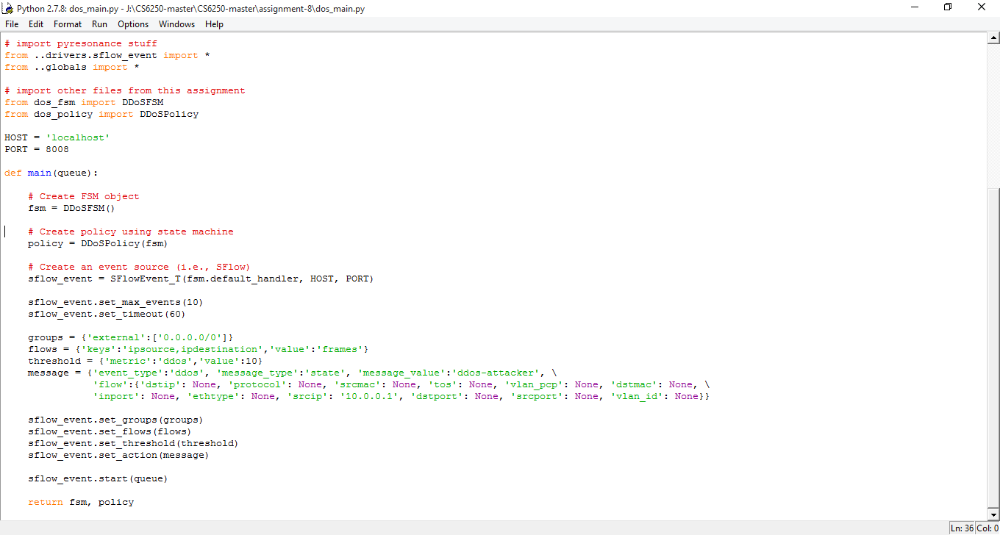 Python 2.7.8: dos_main.py - J:\CS6250-master\CS6250-master\assignment-8\dos_main.py
File Edit Format Run Options Windows Help
# import pyresonance stuff
from ..drivers.sflow_event import *
from ..globals import *

# import other files from this assignment
from dos_fsm import DDoSFSM
from dos_policy import DDoSPolicy

HOST = 'localhost'
PORT = 8008

def main(queue):

    # Create FSM object
    fsm = DDoSFSM()

    # Create policy using state machine
    policy = DDoSPolicy(fsm)

    # Create an event source (i.e., SFlow)
    sflow_event = SFlowEvent_T(fsm.default_handler, HOST, PORT)

    sflow_event.set_max_events(10)
    sflow_event.set_timeout(60)

    groups = {'external':['0.0.0.0/0']}
    flows = {'keys':'ipsource,ipdestination','value':'frames'}
    threshold = {'metric':'ddos','value':10}
    message = {'event_type':'ddos', 'message_type':'state', 'message_value':'ddos-attacker', \
               'flow':{'dstip': None, 'protocol': None, 'srcmac': None, 'tos': None, 'vlan_pcp': None, 'dstmac': None, \
               'inport': None, 'ethtype': None, 'srcip': '10.0.0.1', 'dstport': None, 'srcport': None, 'vlan_id': None}}

    sflow_event.set_groups(groups)
    sflow_event.set_flows(flows)
    sflow_event.set_threshold(threshold)
    sflow_event.set_action(message)

    sflow_event.start(queue)

    return fsm, policy
Ln: 36 Col: 0